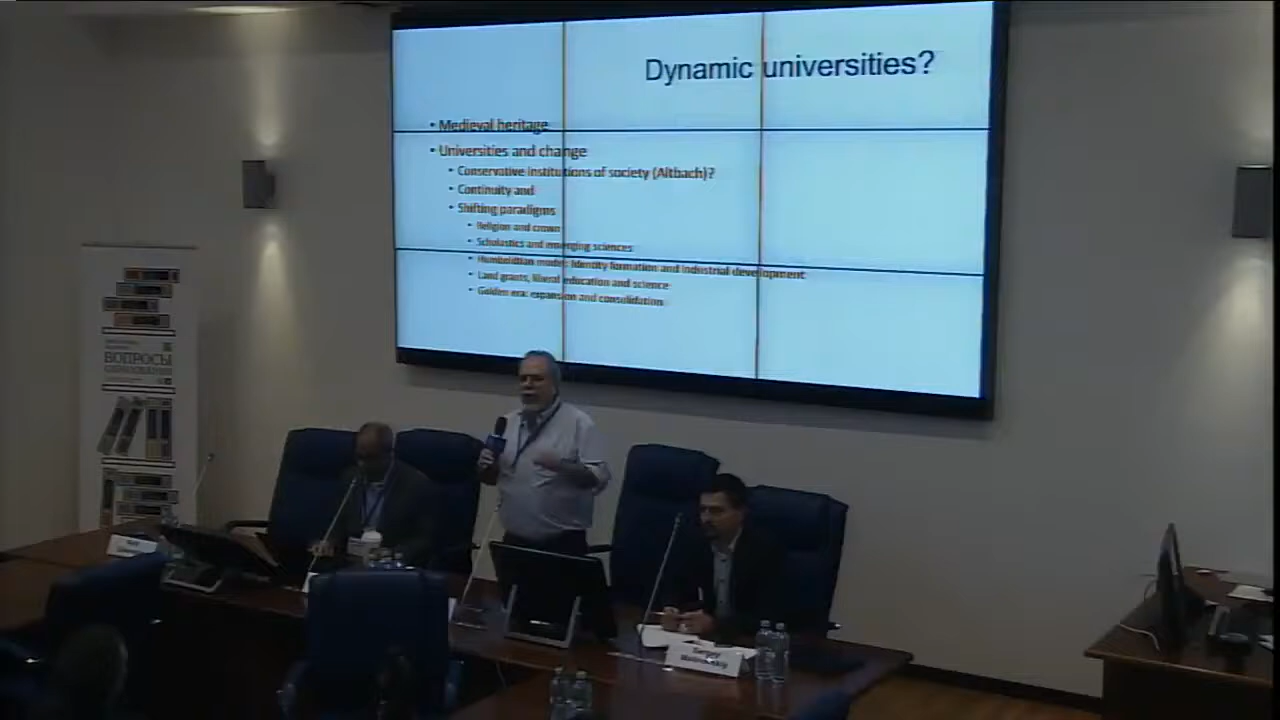 Dynamic universities?
• Medieval heritage
• Universities and change
• Conservative institutions of society (Altbach)?
• Continuity and
• Shifting paradigms
• Religion and crown
• Scholastics and emerging sciences
• Humboldtian model: identity formation and industrial development
• Land grants, liberal education and science
• Golden era: expansion and consolidation
ВОПРОСЫ
ОБРАЗОВАНИЯ
Sergey